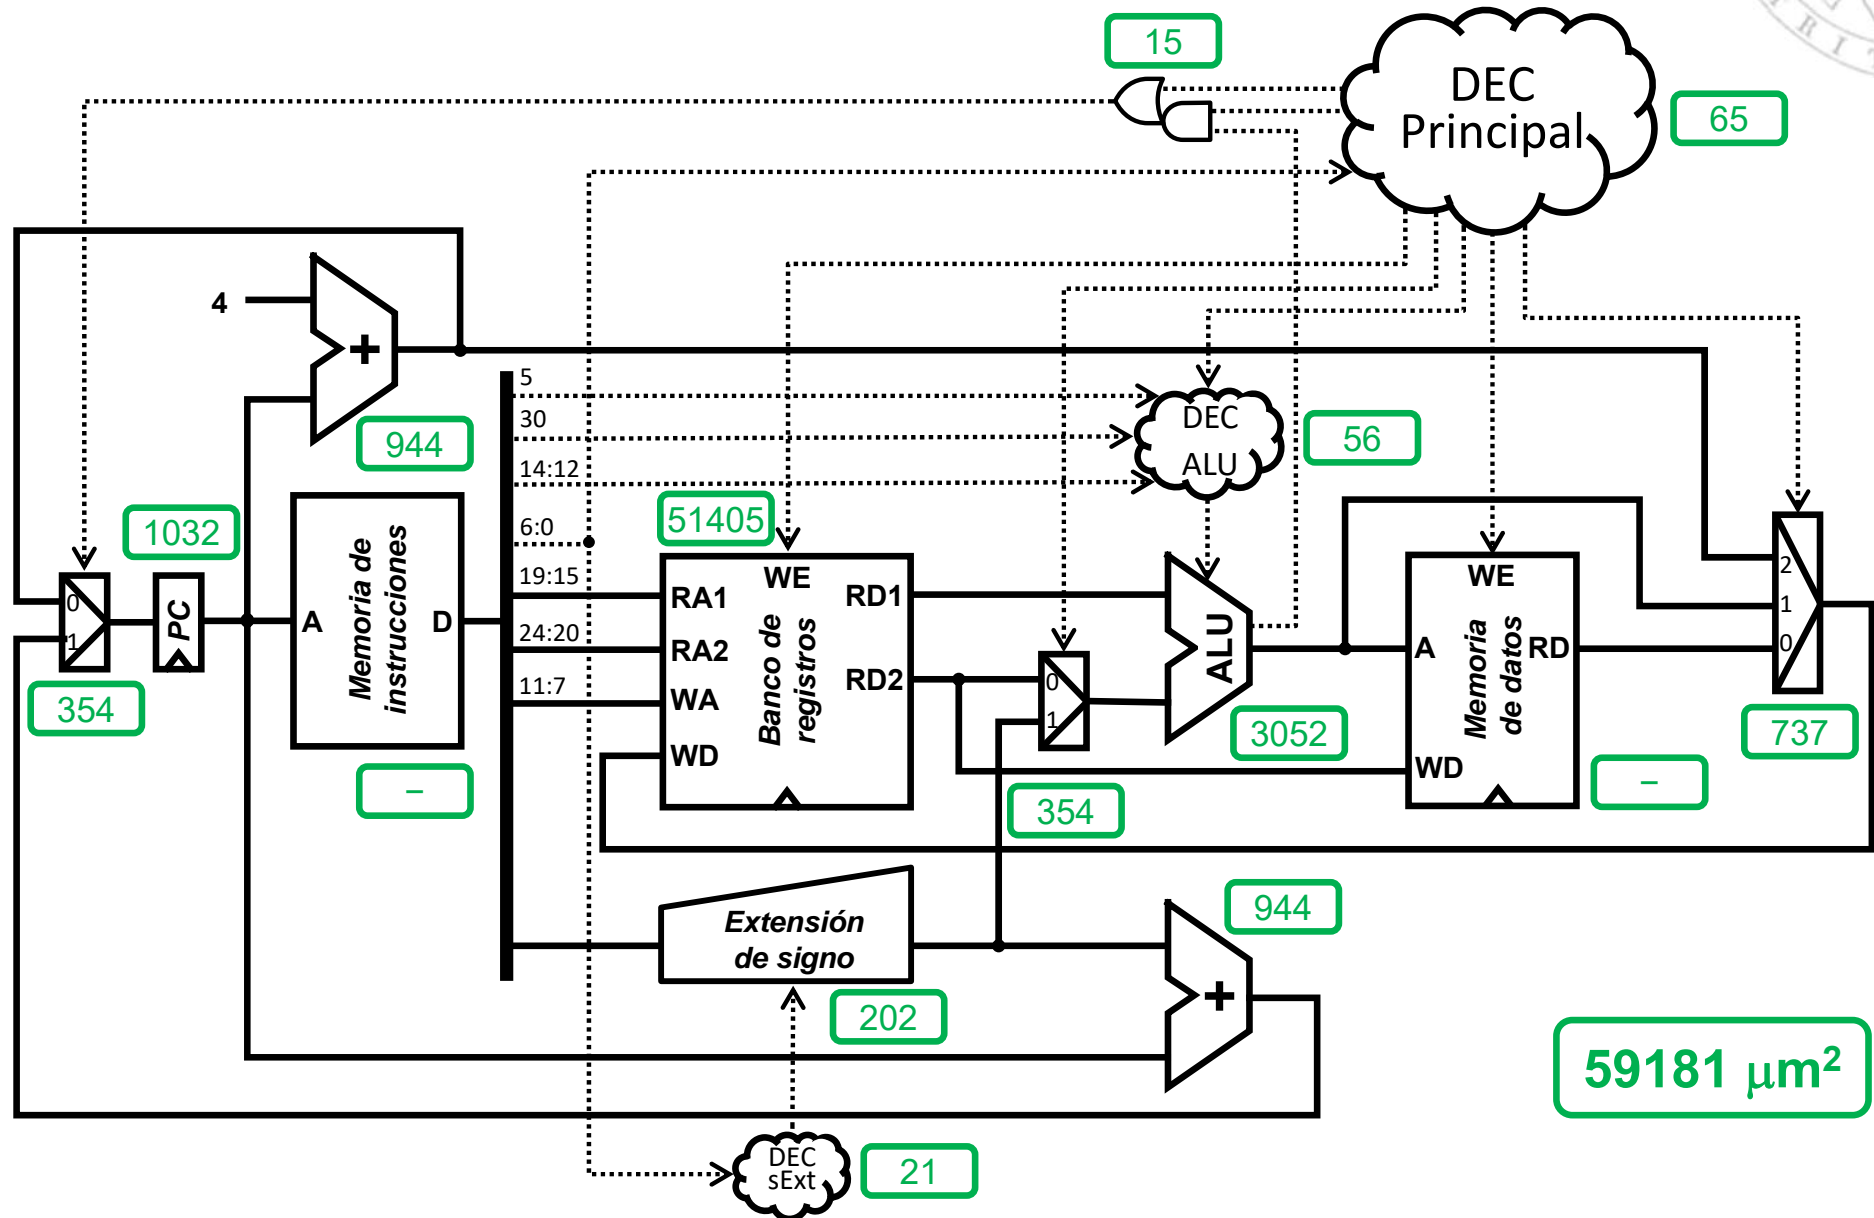 RIT
15
DEC
Principal
65
4
+
944
5
30
14:12
6:0
19:15
24:20
11:7
DEC
ALU
56
1032
51405
0
1
PC
354
A
Memoria de
instrucciones
D
–
WE
RA1
RA2
WA
WD
Banco de
registros
RD1
RD2
0
1
354
ALU
3052
WE
A
Memoria
de datos
RD
WD
–
2
1
0
737
Extensión
de signo
202
944
+
59181 μm²
DEC
sExt
21